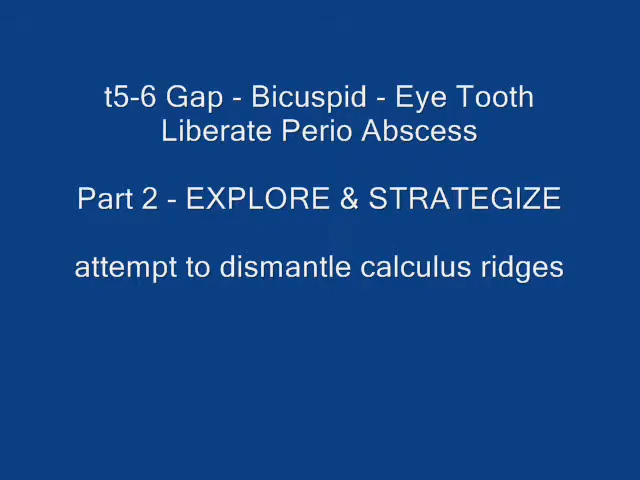 t5-6 Gap - Bicuspid - Eye Tooth
Liberate Perio Abscess
Part 2 - EXPLORE & STRATEGIZE
attempt to dismantle calculus ridges